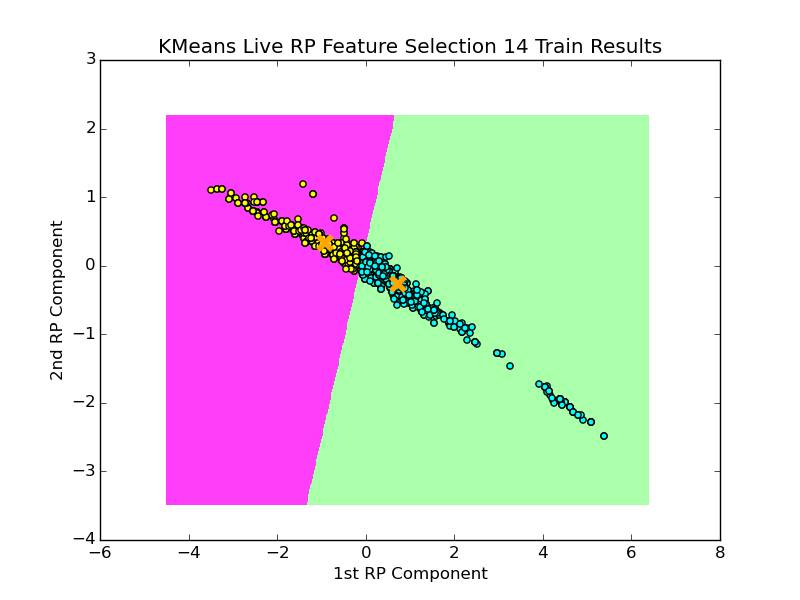 KMeans Live RP Feature Selection 14 Train Results
3
2
1
0
−1
−2
−3
−4
2nd RP Component
−6 −4 −2 0 2 4 6 8
1st RP Component